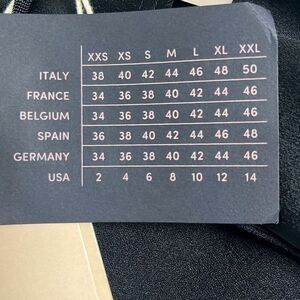 XXS XS S M L XL XXL
ITALY 38 40 42 44 46 48 50
FRANCE 34 36 38 40 42 44 46
BELGIUM 34 36 38 40 42 44 46
SPAIN 36 38 40 42 44 46 48
GERMANY 34 36 38 40 42 44 46
USA 2 4 6 8 10 12 14